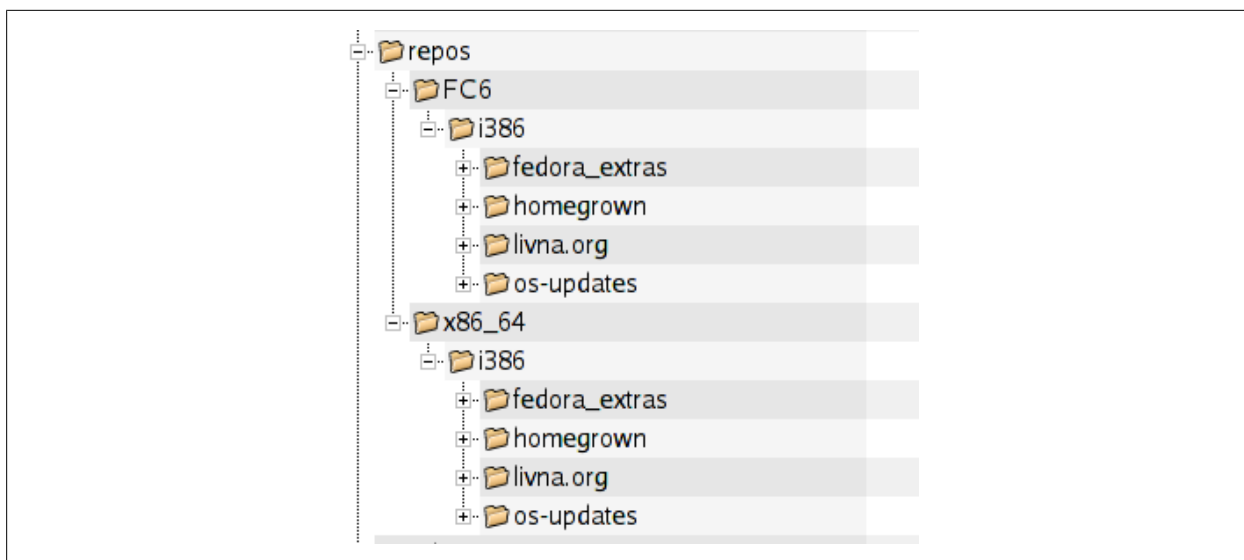 repos
FC6
i386
fedora_extras
homegrown
livna.org
os-updates
x86_64
i386
fedora_extras
homegrown
livna.org
os-updates